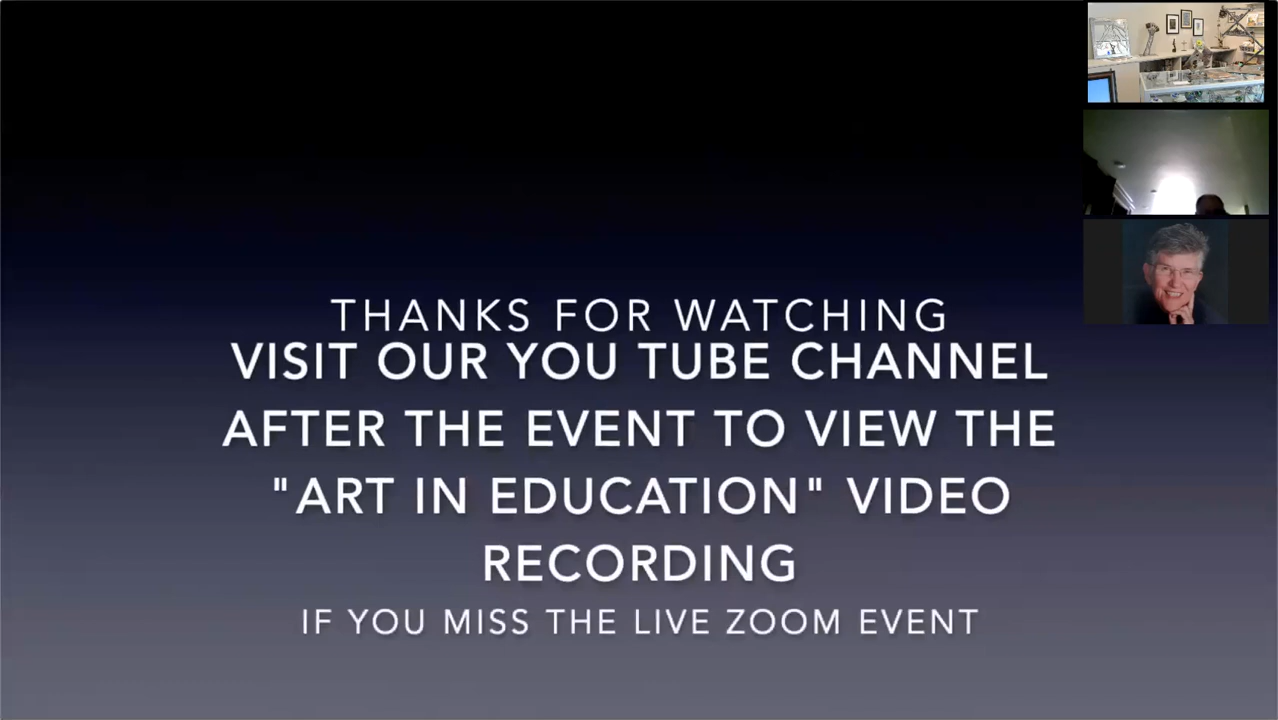 THANKS FOR WATCHING
VISIT OUR YOU TUBE CHANNEL
AFTER THE EVENT TO VIEW THE
"ART IN EDUCATION" VIDEO
RECORDING
IF YOU MISS THE LIVE ZOOM EVENT